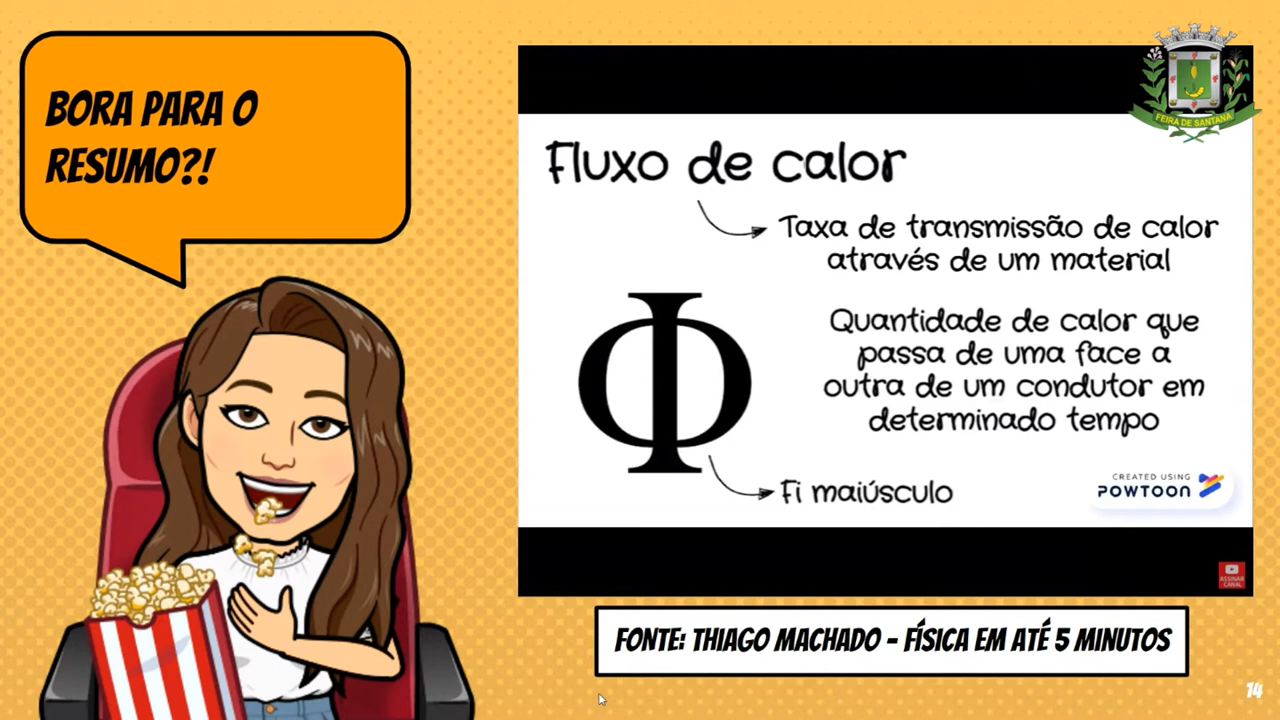 BORA PARA O
RESUMO?!
FEIRA DE SANTANA
Fluxo de calor
Taxa de transmissão de calor
através de um material
Quantidade de calor que
passa de uma face a
outra de um condutor em
determinado tempo
Φ
Fi maiúsculo
CREATED USING
POWTOON
ASSINAR
CANAL
FONTE: THIAGO MACHADO - FÍSICA EM ATÉ 5 MINUTOS
14